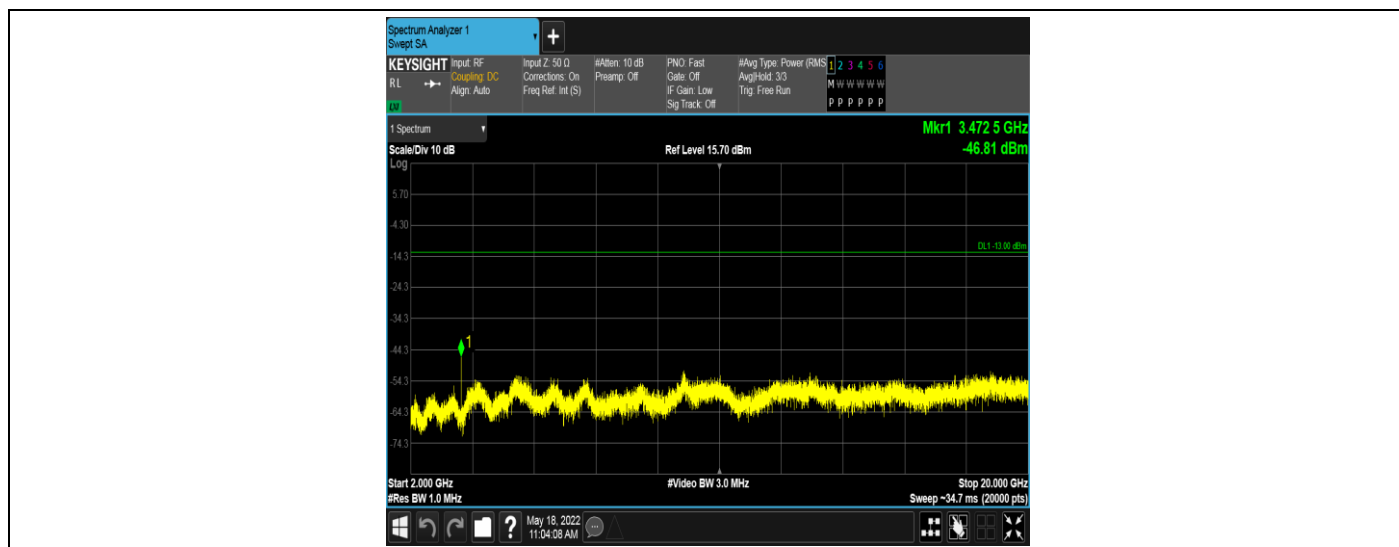 Spectrum Analyzer 1
Swept SA
+
KEYSIGHT
RL
Input: RF
Coupling: DC
Align: Auto
Input Z: 50 Ω
Corrections: On
Freq Ref: Int (S)
#Atten: 10 dB
Preamp: Off
PNO: Fast
Gate: Off
IF Gain: Low
Sig Track: Off
#Avg Type: Power (RMS
Avg|Hold: 3/3
Trig: Free Run
1 2 3 4 5 6
M W W W W W
P P P P P P
1 Spectrum
Mkr1 3.472 5 GHz
Scale/Div 10 dB
Ref Level 15.70 dBm
-46.81 dBm
Log
5.70
-4.30
DL1 -13.00 dBm
-14.3
-24.3
-34.3
1
-44.3
-54.3
-64.3
-74.3
Start 2.000 GHz
#Video BW 3.0 MHz
Stop 20.000 GHz
#Res BW 1.0 MHz
Sweep ~34.7 ms (20000 pts)
?
May 18, 2022
11:04:08 AM